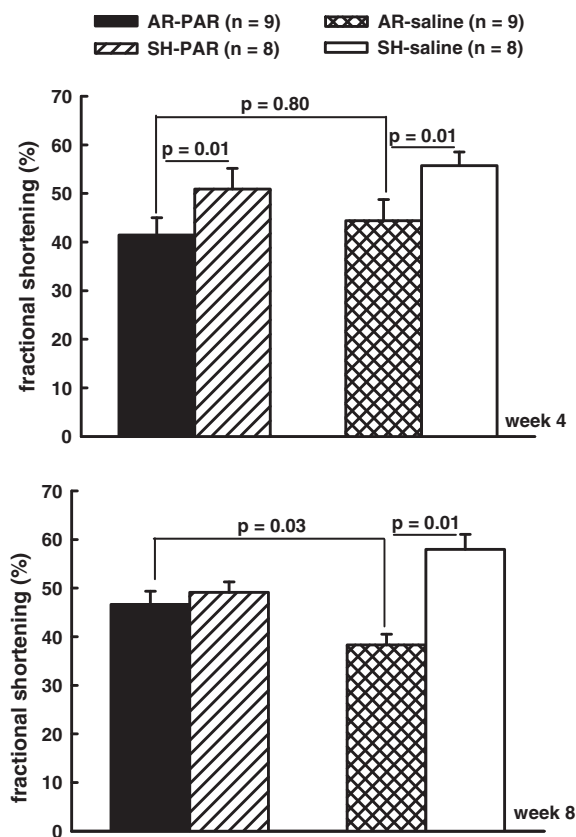 AR-PAR (n = 9) AR-saline (n = 9)
SH-PAR (n = 8) SH-saline (n = 8)
fractional shortening (%)
70
60
50
40
30
20
10
0
p = 0.80
p = 0.01
p = 0.01
week 4
fractional shortening (%)
70
60
50
40
30
20
10
0
p = 0.03
p = 0.01
week 8